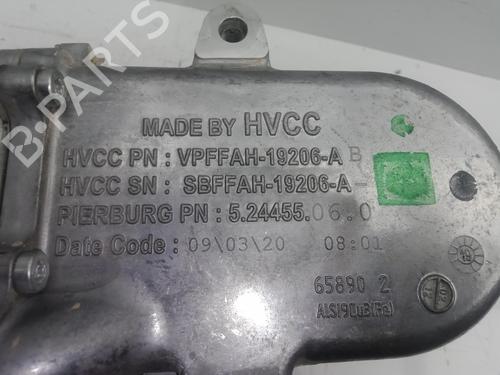 B-PARTS
MADE BY HVCC
HVCC PN : VPFFAH-19206-A B
HVCC SN : SBFFAH-19206-A-
PIERBURG PN : 5.24455.06.0
Date Code : 09\03\20 08:01
65890 2
AlSi9Cu3(Fe)